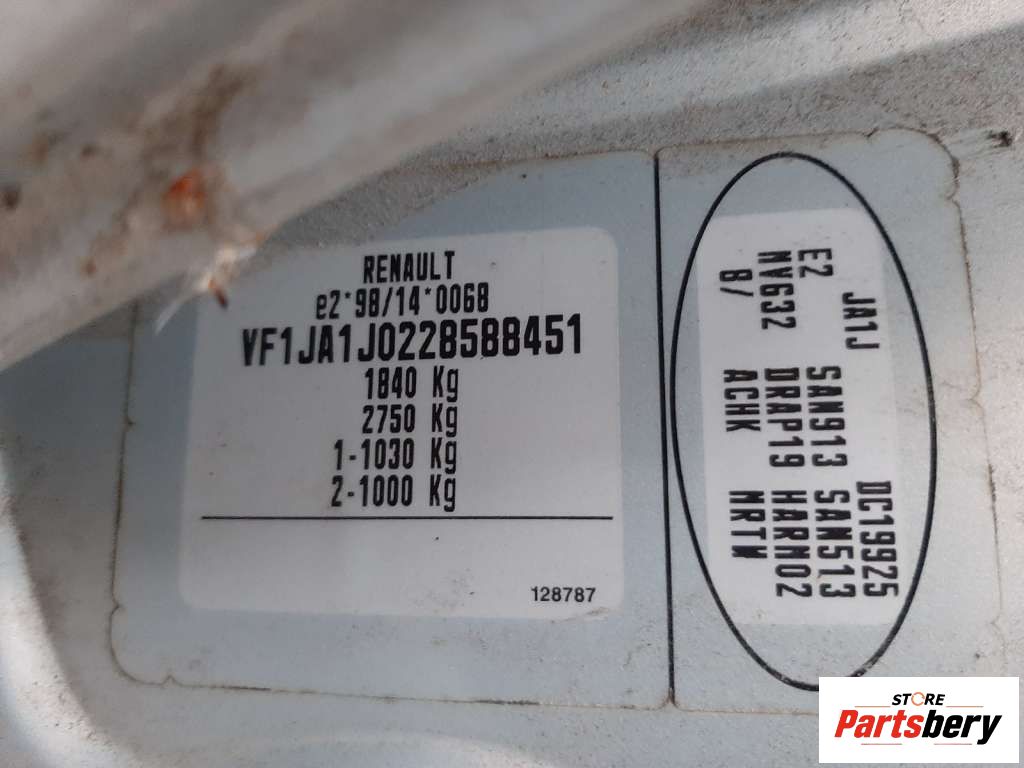 RENAULT
e2*98/14*0068
VF1JA1J0228588451
1840 Kg
2750 Kg
1-1030 Kg
2-1000 Kg
128787
JA1J DC19925
E2 SAN913 SAN513
MV632 DRAP19 HARM02
B/ ACHK MRTW
STORE
Partsbery